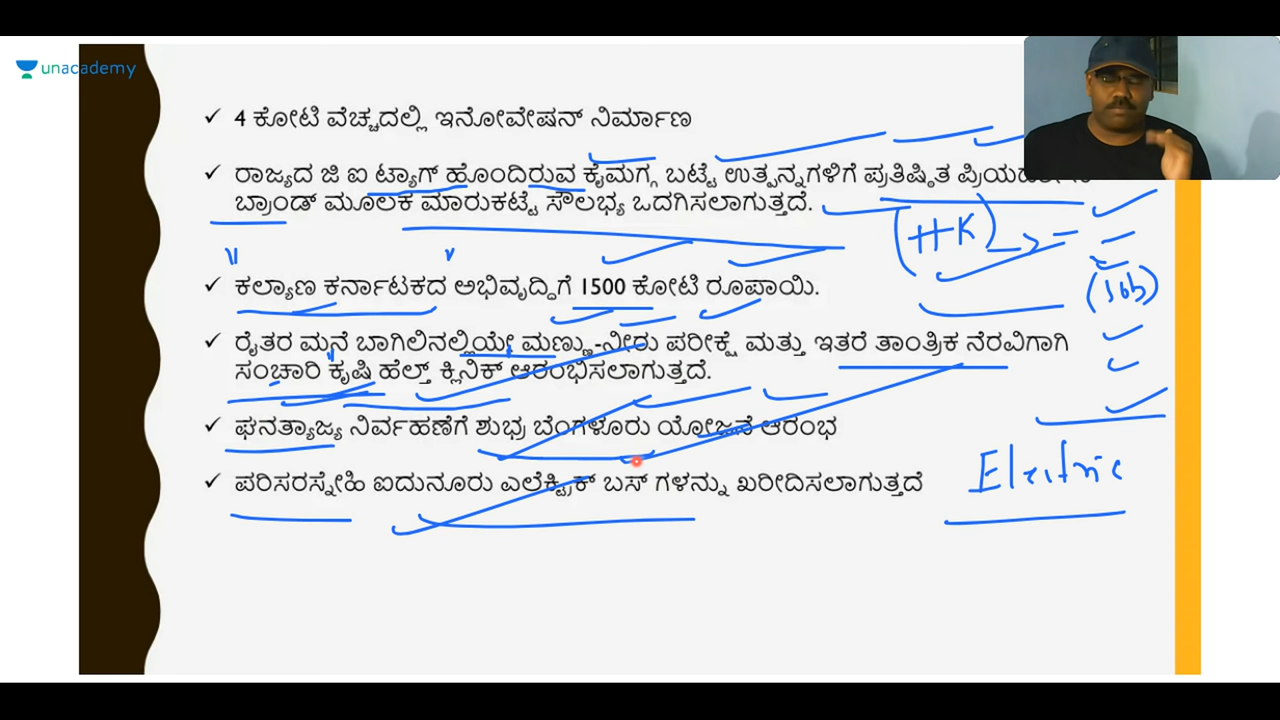 unacademy
4 ಕೋಟಿ ವೆಚ್ಚದಲ್ಲಿ ಇನೋವೇಷನ್ ನಿರ್ಮಾಣ
ರಾಜ್ಯದ ಜಿ ಐ ಟ್ಯಾಗ್ ಹೊಂದಿರುವ ಕೈಮಗ್ಗ ಬಟ್ಟೆ ಉತ್ಪನ್ನಗಳಿಗೆ ಪ್ರತಿಷ್ಠಿತ
ಬ್ರಾಂಡ್ ಮೂಲಕ ಮಾರುಕಟ್ಟೆ ಸೌಲಭ್ಯ ಒದಗಿಸಲಾಗುತ್ತದೆ.
(HK)
ಕಲ್ಯಾಣ ಕರ್ನಾಟಕದ ಅಭಿವೃದ್ಧಿಗೆ 1500 ಕೋಟಿ ರೂಪಾಯಿ.
(Job)
ರೈತರ ಮನೆ ಬಾಗಿಲಿನಲ್ಲಿಯೇ ಮಣ್ಣು-ನೀರು ಪರೀಕ್ಷೆ ಮತ್ತು ಇತರೆ ತಾಂತ್ರಿಕ ನೆರವಿಗಾಗಿ
ಸಂಚಾರಿ ಕೃಷಿ ಹೆಲ್ತ್ ಕ್ಲಿನಿಕ್ ಆರಂಭಿಸಲಾಗುತ್ತದೆ.
ಘನತ್ಯಾಜ್ಯ ನಿರ್ವಹಣೆಗೆ ಶುಭ್ರ ಬೆಂಗಳೂರು ಯೋಜನೆ ಆರಂಭ
ಪರಿಸರಸ್ನೇಹಿ ಐದುನೂರು ಎಲೆಕ್ಟ್ರಿಕ್ ಬಸ್ ಗಳನ್ನು ಖರೀದಿಸಲಾಗುತ್ತದೆ
Electric